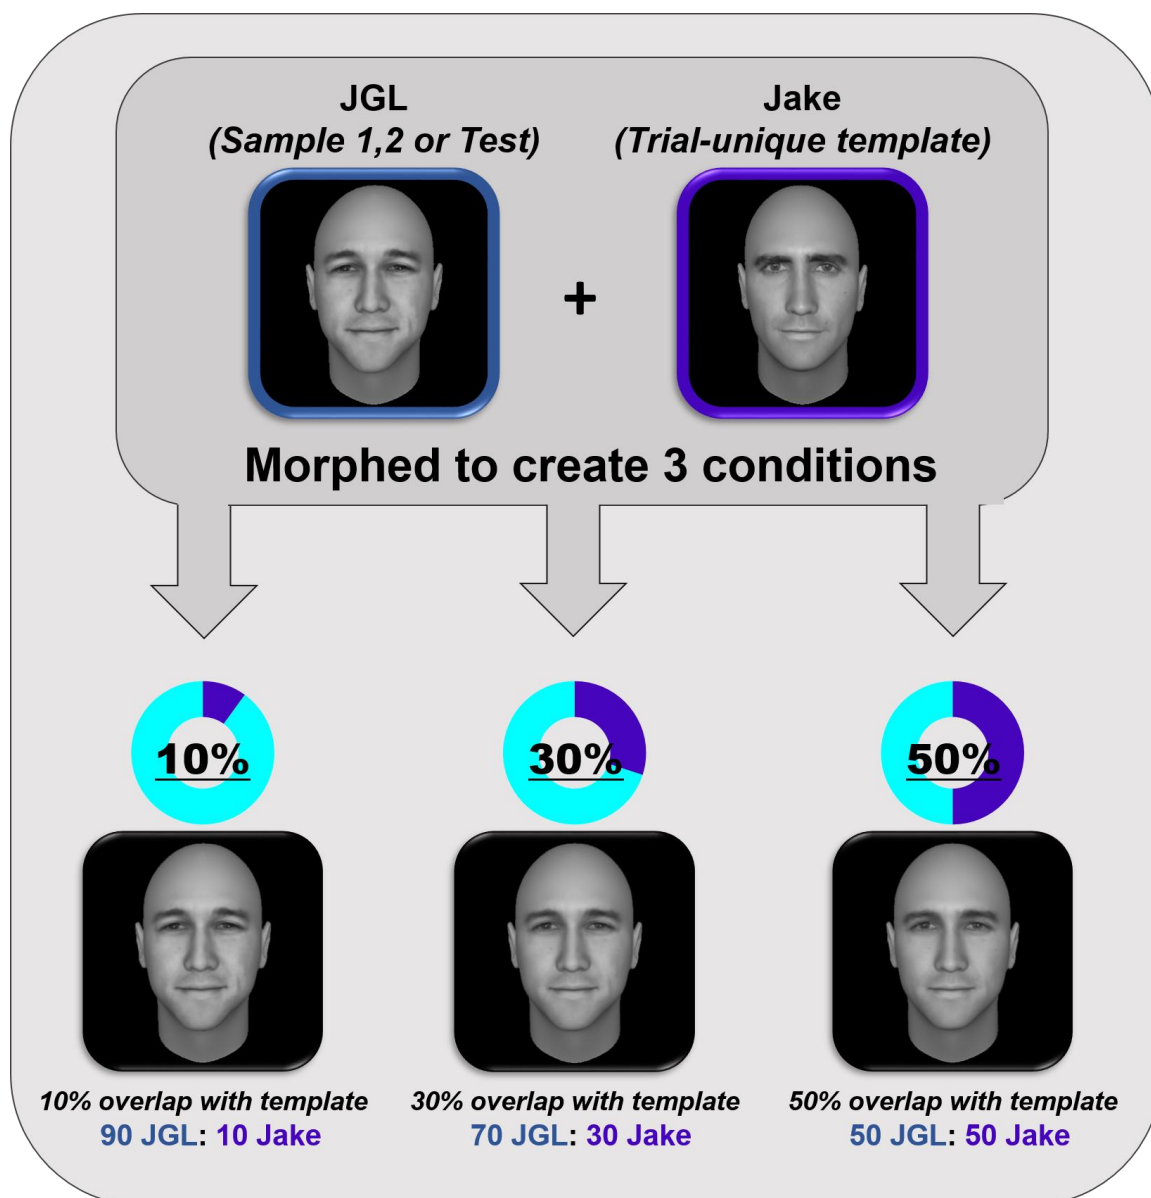 JGL
(Sample 1,2 or Test)
Jake
(Trial-unique template)
+
Morphed to create 3 conditions
10%
30%
50%
10% overlap with template
90 JGL: 10 Jake
30% overlap with template
70 JGL: 30 Jake
50% overlap with template
50 JGL: 50 Jake